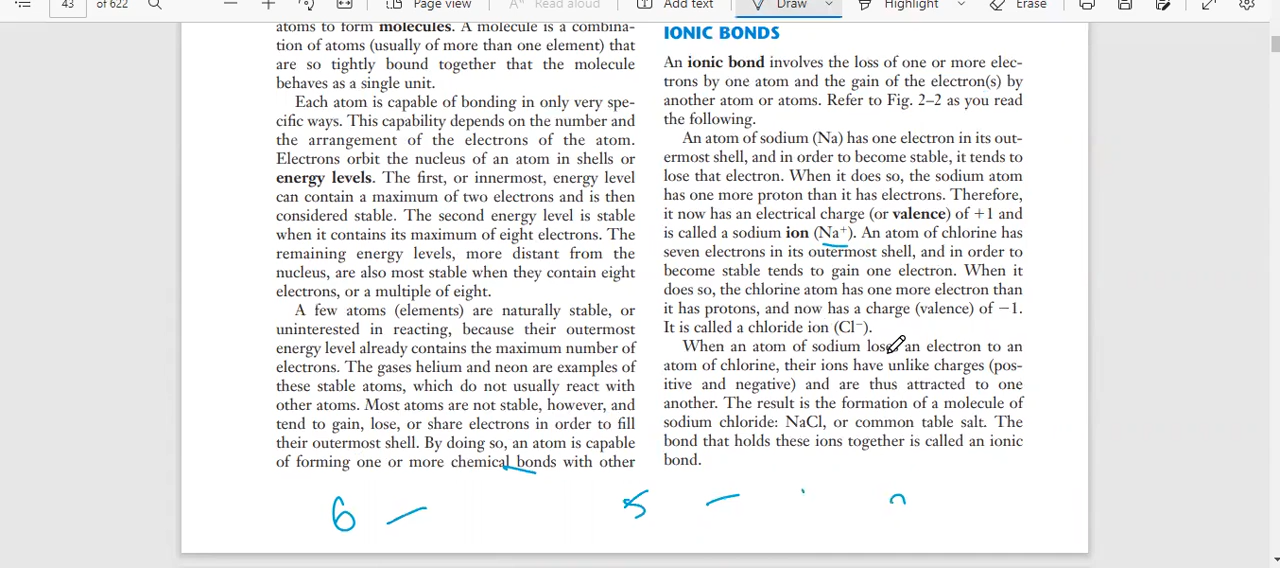 43 of 622 Page view A Read aloud Add text Draw Highlight Erase
atoms to form molecules. A molecule is a combina-
tion of atoms (usually of more than one element) that
are so tightly bound together that the molecule
behaves as a single unit.
Each atom is capable of bonding in only very spe-
cific ways. This capability depends on the number and
the arrangement of the electrons of the atom.
Electrons orbit the nucleus of an atom in shells or
energy levels. The first, or innermost, energy level
can contain a maximum of two electrons and is then
considered stable. The second energy level is stable
when it contains its maximum of eight electrons. The
remaining energy levels, more distant from the
nucleus, are also most stable when they contain eight
electrons, or a multiple of eight.
A few atoms (elements) are naturally stable, or
uninterested in reacting, because their outermost
energy level already contains the maximum number of
electrons. The gases helium and neon are examples of
these stable atoms, which do not usually react with
other atoms. Most atoms are not stable, however, and
tend to gain, lose, or share electrons in order to fill
their outermost shell. By doing so, an atom is capable
of forming one or more chemical bonds with other
IONIC BONDS
An ionic bond involves the loss of one or more elec-
trons by one atom and the gain of the electron(s) by
another atom or atoms. Refer to Fig. 2–2 as you read
the following.
An atom of sodium (Na) has one electron in its out-
ermost shell, and in order to become stable, it tends to
lose that electron. When it does so, the sodium atom
has one more proton than it has electrons. Therefore,
it now has an electrical charge (or valence) of +1 and
is called a sodium ion (Na⁺). An atom of chlorine has
seven electrons in its outermost shell, and in order to
become stable tends to gain one electron. When it
does so, the chlorine atom has one more electron than
it has protons, and now has a charge (valence) of −1.
It is called a chloride ion (Cl⁻).
When an atom of sodium an electron to an
atom of chlorine, their ions have unlike charges (pos-
itive and negative) and are thus attracted to one
another. The result is the formation of a molecule of
sodium chloride: NaCl, or common table salt. The
bond that holds these ions together is called an ionic
bond.
6 –